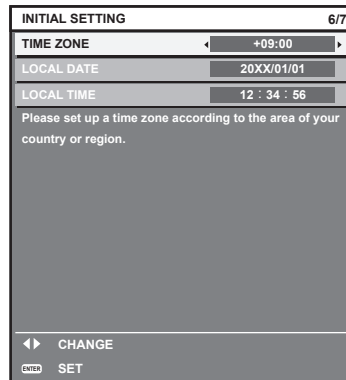 INITIAL SETTING 6/7
TIME ZONE +09:00
LOCAL DATE 20XX/01/01
LOCAL TIME 12 : 34 : 56
Please set up a time zone according to the area of your
country or region.
CHANGE
ENTER SET